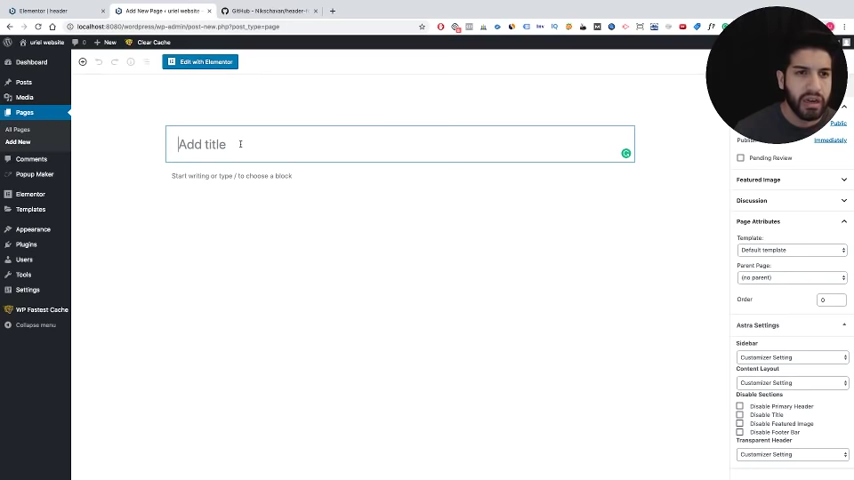 Elementor | header
Add New Page ‹ uriel website
localhost:8080/wordpress/wp-admin/post-new.php?post_type=page
uriel website
0
New
Clear Cache
Dashboard
Posts
Media
Pages
All Pages
Add New
Comments
Popup Maker
Elementor
Templates
Appearance
Plugins
Users
Tools
Settings
WP Fastest Cache
Collapse menu
Edit with Elementor
Add title
Start writing or type / to choose a block
Public
Immediately
Pending Review
Featured Image
Discussion
Page Attributes
Template:
Default template
Parent Page:
(no parent)
Order
0
Astra Settings
Sidebar
Customizer Setting
Content Layout
Customizer Setting
Disable Sections
Disable Primary Header
Disable Title
Disable Featured Image
Disable Footer Bar
Transparent Header
Customizer Setting